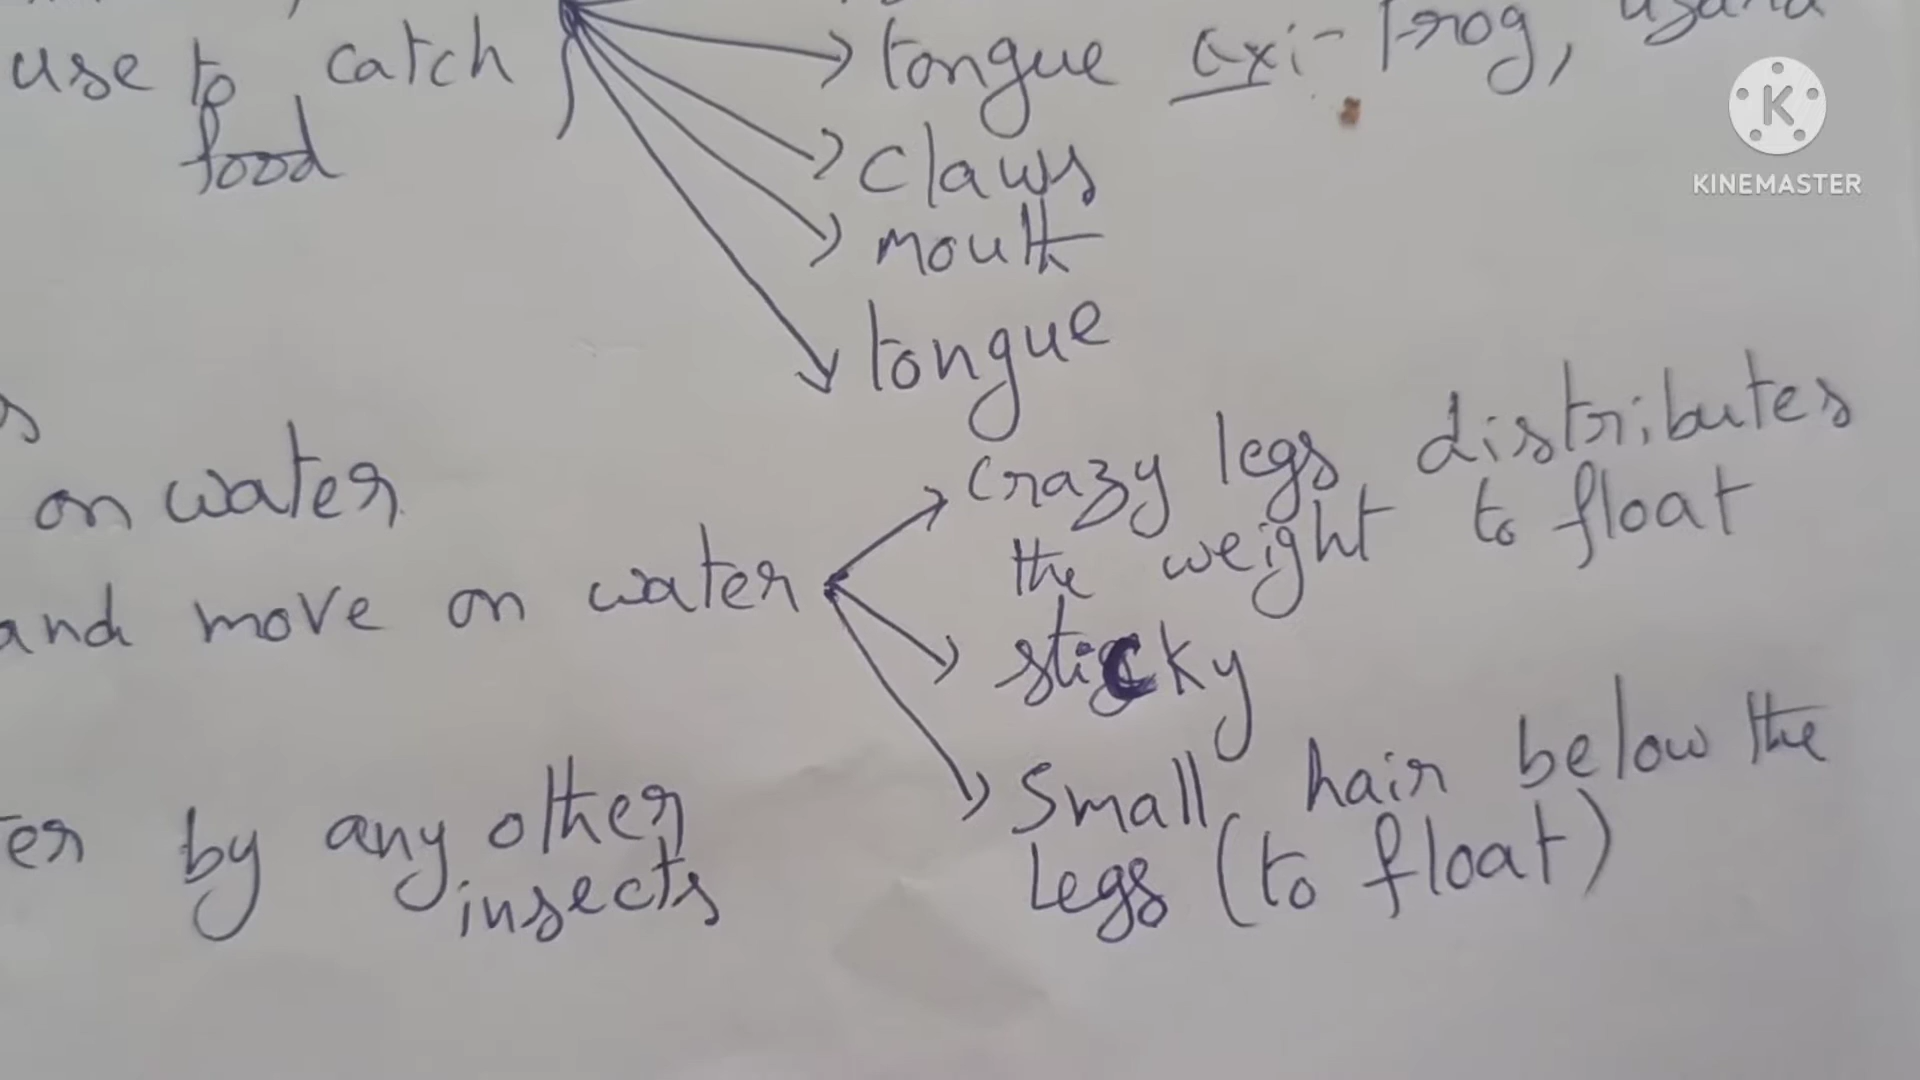 use to catch
food
tongue exi- Frog,
claws
mouth
tongue
on water
and move on water
crazy legs distributes
the weight to float
sticky
small hair below the
legs (to float)
er by any other
insects
KINEMASTER